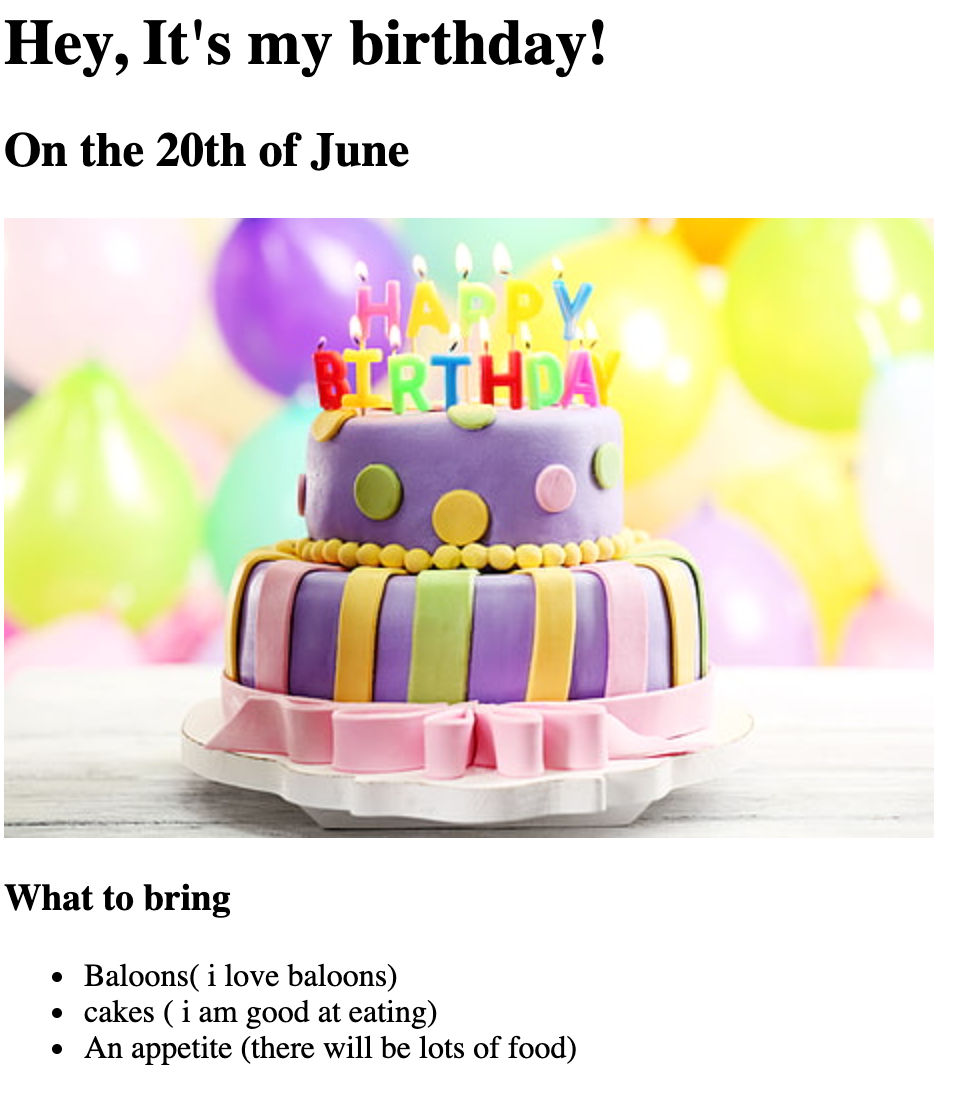 Hey, It's my birthday!
On the 20th of June
HAPPY
BIRTHDAY
What to bring
Baloons( i love baloons)
cakes ( i am good at eating)
An appetite (there will be lots of food)